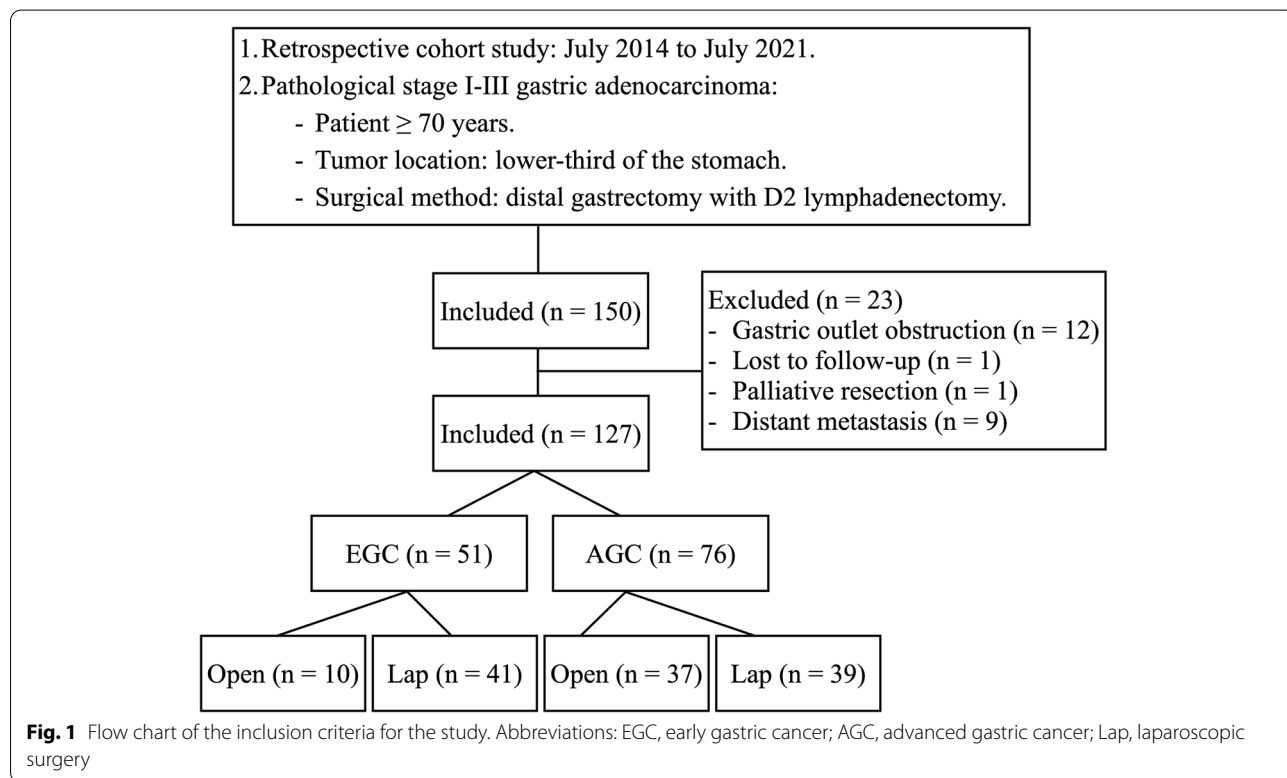 1.Retrospective cohort study: July 2014 to July 2021.
2.Pathological stage I-III gastric adenocarcinoma:
- Patient ≥ 70 years.
- Tumor location: lower-third of the stomach.
- Surgical method: distal gastrectomy with D2 lymphadenectomy.
Included (n = 150)
Excluded (n = 23)
- Gastric outlet obstruction (n = 12)
- Lost to follow-up (n = 1)
- Palliative resection (n = 1)
- Distant metastasis (n = 9)
Included (n = 127)
EGC (n = 51)
AGC (n = 76)
Open (n = 10)
Lap (n = 41)
Open (n = 37)
Lap (n = 39)
Fig. 1 Flow chart of the inclusion criteria for the study. Abbreviations: EGC, early gastric cancer; AGC, advanced gastric cancer; Lap, laparoscopic
surgery